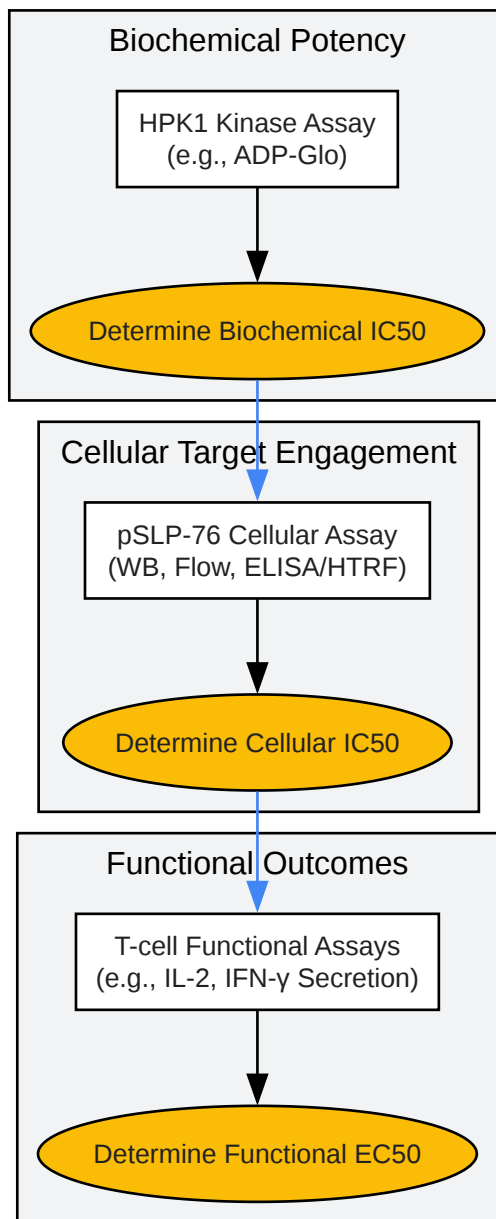 Biochemical Potency
HPK1 Kinase Assay
(e.g., ADP-Glo)
Determine Biochemical IC50
Cellular Target Engagement
pSLP-76 Cellular Assay
(WB, Flow, ELISA/HTRF)
Determine Cellular IC50
Functional Outcomes
T-cell Functional Assays
(e.g., IL-2, IFN-γ Secretion)
Determine Functional EC50